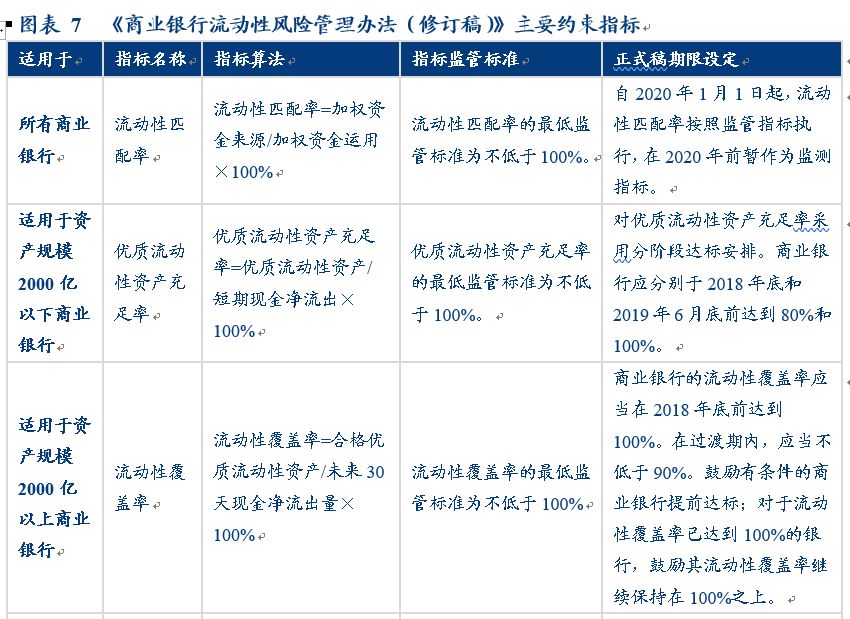 图表 7 《商业银行流动性风险管理办法（修订稿）》主要约束指标
适用于
指标名称
指标算法
指标监管标准
正式稿期限设定
所有商业
银行
流动性匹
配率
流动性匹配率=加权资
金来源/加权资金运用
×100%
流动性匹配率的最低监
管标准为不低于 100%。
自 2020 年 1 月 1 日起，流动
性匹配率按照监管指标执
行，在 2020 年前暂作为监测
指标。
适用于资
产规模
2000 亿
以下商业
银行
优质流动
性资产充
足率
优质流动性资产充足
率=优质流动性资产/
短期现金净流出×
100%
优质流动性资产充足率
的最低监管标准为不低
于 100%。
对优质流动性资产充足率采
用分阶段达标安排。商业银
行应分别于 2018 年底和
2019 年 6 月底前达到 80%和
100%。
适用于资
产规模
2000 亿
以上商业
银行
流动性覆
盖率
流动性覆盖率=合格优
质流动性资产/未来 30
天现金净流出量×
100%
流动性覆盖率的最低监
管标准为不低于 100%
商业银行的流动性覆盖率应
当在 2018 年底前达到
100%。在过渡期内，应当不
低于 90%。鼓励有条件的商
业银行提前达标；对于流动
性覆盖率已达到 100%的银
行，鼓励其流动性覆盖率继
续保持在 100%之上。